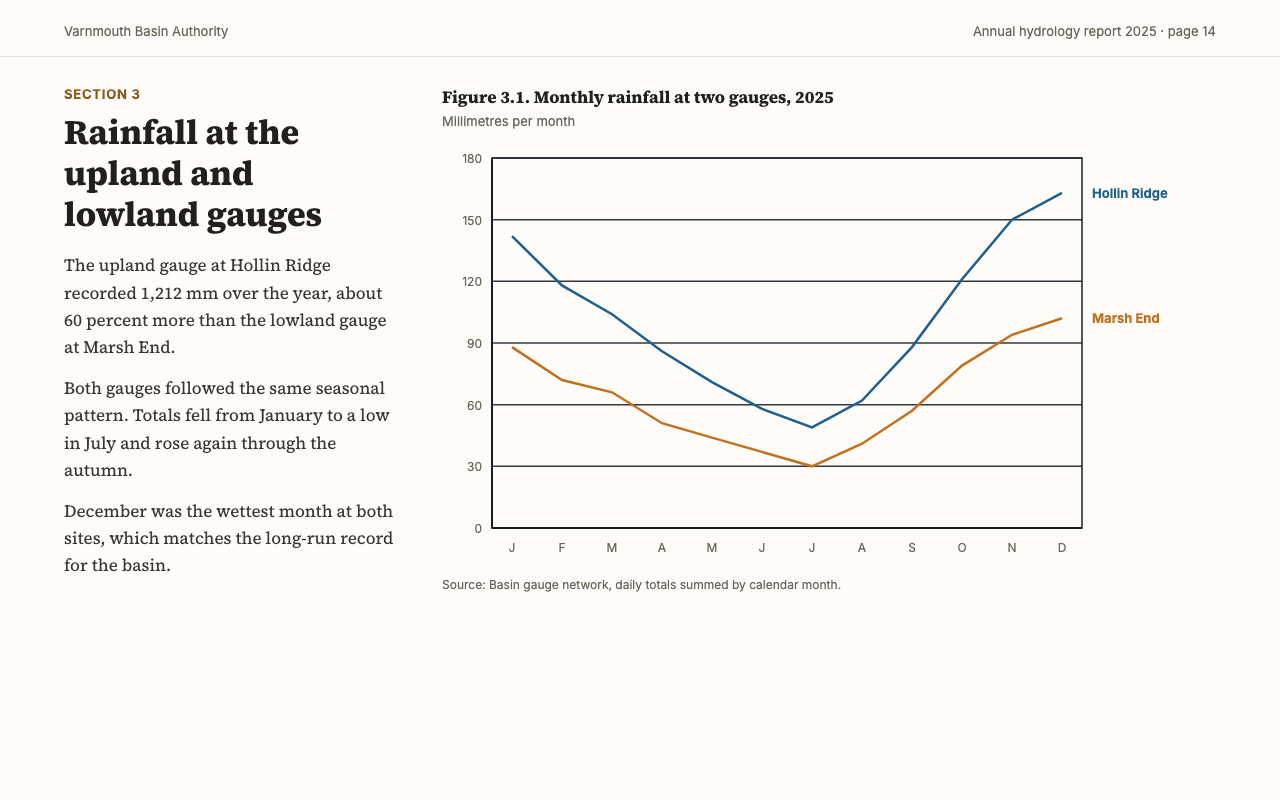 Varnmouth Basin Authority
Annual hydrology report 2025 · page 14
SECTION 3
Rainfall at the
upland and
lowland gauges
The upland gauge at Hollin Ridge
recorded 1,212 mm over the year, about
60 percent more than the lowland gauge
at Marsh End.
Both gauges followed the same seasonal
pattern. Totals fell from January to a low
in July and rose again through the
autumn.
December was the wettest month at both
sites, which matches the long-run record
for the basin.
Figure 3.1. Monthly rainfall at two gauges, 2025
Millimetres per month
180
150
120
90
60
30
0
Hollin Ridge
Marsh End
J F M A M J J A S O N D
Source: Basin gauge network, daily totals summed by calendar month.